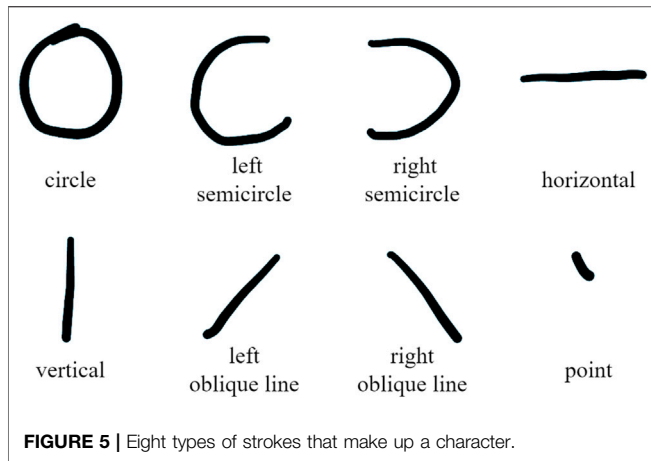 circle
left
semicircle
right
semicircle
horizontal
vertical
left
oblique line
right
oblique line
point
FIGURE 5 | Eight types of strokes that make up a character.